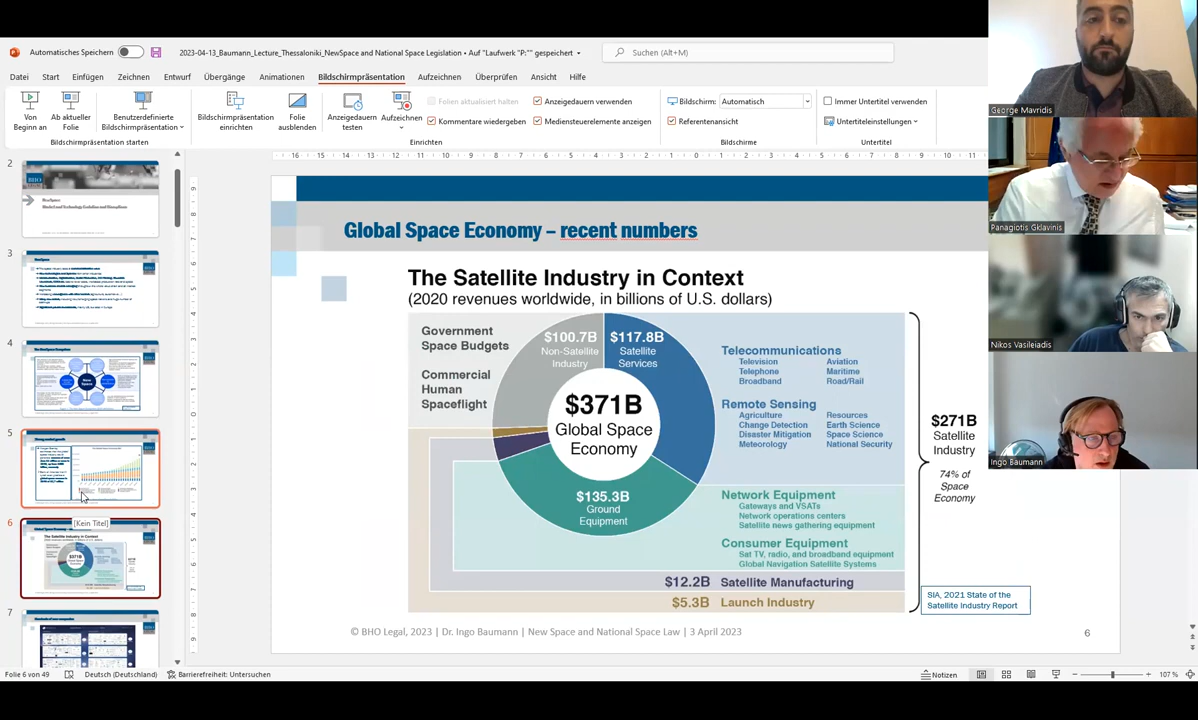 Automatisches Speichern
2023-04-13_Baumann_Lecture_Thessaloniki_NewSpace and National Space Legislation • Auf "Laufwerk "P:"" gespeichert
Suchen (Alt+M)
Datei Start Einfügen Zeichnen Entwurf Übergänge Animationen Bildschirmpräsentation Aufzeichnen Überprüfen Ansicht Hilfe
Von Beginn an
Ab aktueller Folie
Benutzerdefinierte Bildschirmpräsentation
Bildschirmpräsentation einrichten
Folie ausblenden
Anzeigedauern testen
Aufzeichnen
Folien aktualisiert halten
Kommentare wiedergeben
Anzeigedauern verwenden
Mediensteuerelemente anzeigen
Bildschirm: Automatisch
Referentenansicht
Immer Untertitel verwenden
Untertiteleinstellungen
Bildschirmpräsentation starten
Einrichten
Bildschirme
Untertitel
George Mavridis
Panagiotis Gklavinis
Nikos Vasileiadis
Ingo Baumann
2
3
4
5
[Kein Titel]
6
7
Global Space Economy – recent numbers
The Satellite Industry in Context
(2020 revenues worldwide, in billions of U.S. dollars)
Government Space Budgets
Commercial Human Spaceflight
$100.7B
Non-Satellite Industry
$117.8B
Satellite Services
$371B
Global Space Economy
$135.3B
Ground Equipment
Telecommunications
Television Aviation
Telephone Maritime
Broadband Road/Rail
Remote Sensing
Agriculture Resources
Change Detection Earth Science
Disaster Mitigation Space Science
Meteorology National Security
Network Equipment
Gateways and VSATs
Network operations centers
Satellite news gathering equipment
Consumer Equipment
Sat TV, radio, and broadband equipment
Global Navigation Satellite Systems
$12.2B Satellite Manufacturing
$5.3B Launch Industry
$271B
Satellite Industry
74% of Space Economy
SIA, 2021 State of the
Satellite Industry Report
© BHO Legal, 2023 | Dr. Ingo Baumann | New Space and National Space Law | 3 April 2023
6
Folie 6 von 49
Deutsch (Deutschland)
Barrierefreiheit: Untersuchen
Notizen
107 %